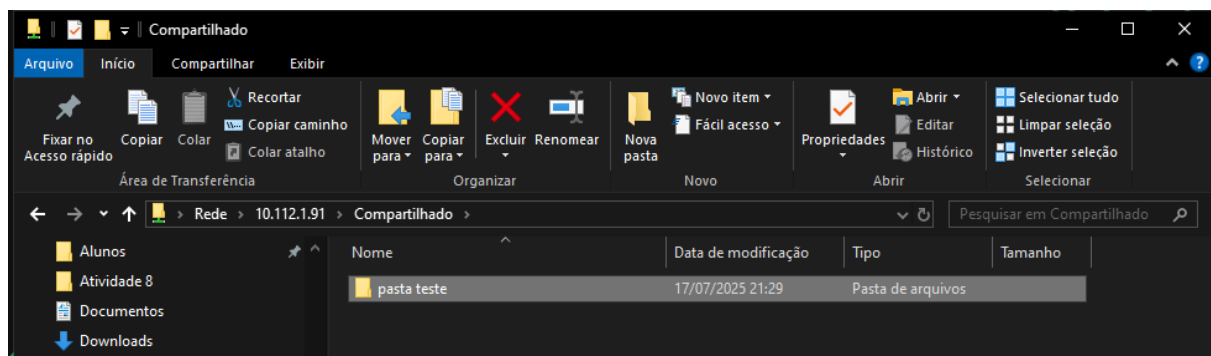 Compartilhado
Arquivo Início Compartilhar Exibir
Fixar no
Acesso rápido
Copiar
Colar
Recortar
Copiar caminho
Colar atalho
Mover
para
Copiar
para
Excluir
Renomear
Nova
pasta
Novo item
Fácil acesso
Propriedades
Abrir
Editar
Histórico
Selecionar tudo
Limpar seleção
Inverter seleção
Área de Transferência Organizar Novo Abrir Selecionar
Rede > 10.112.1.91 > Compartilhado >
Pesquisar em Compartilhado
Alunos
Atividade 8
Documentos
Downloads
Nome Data de modificação Tipo Tamanho
pasta teste 17/07/2025 21:29 Pasta de arquivos